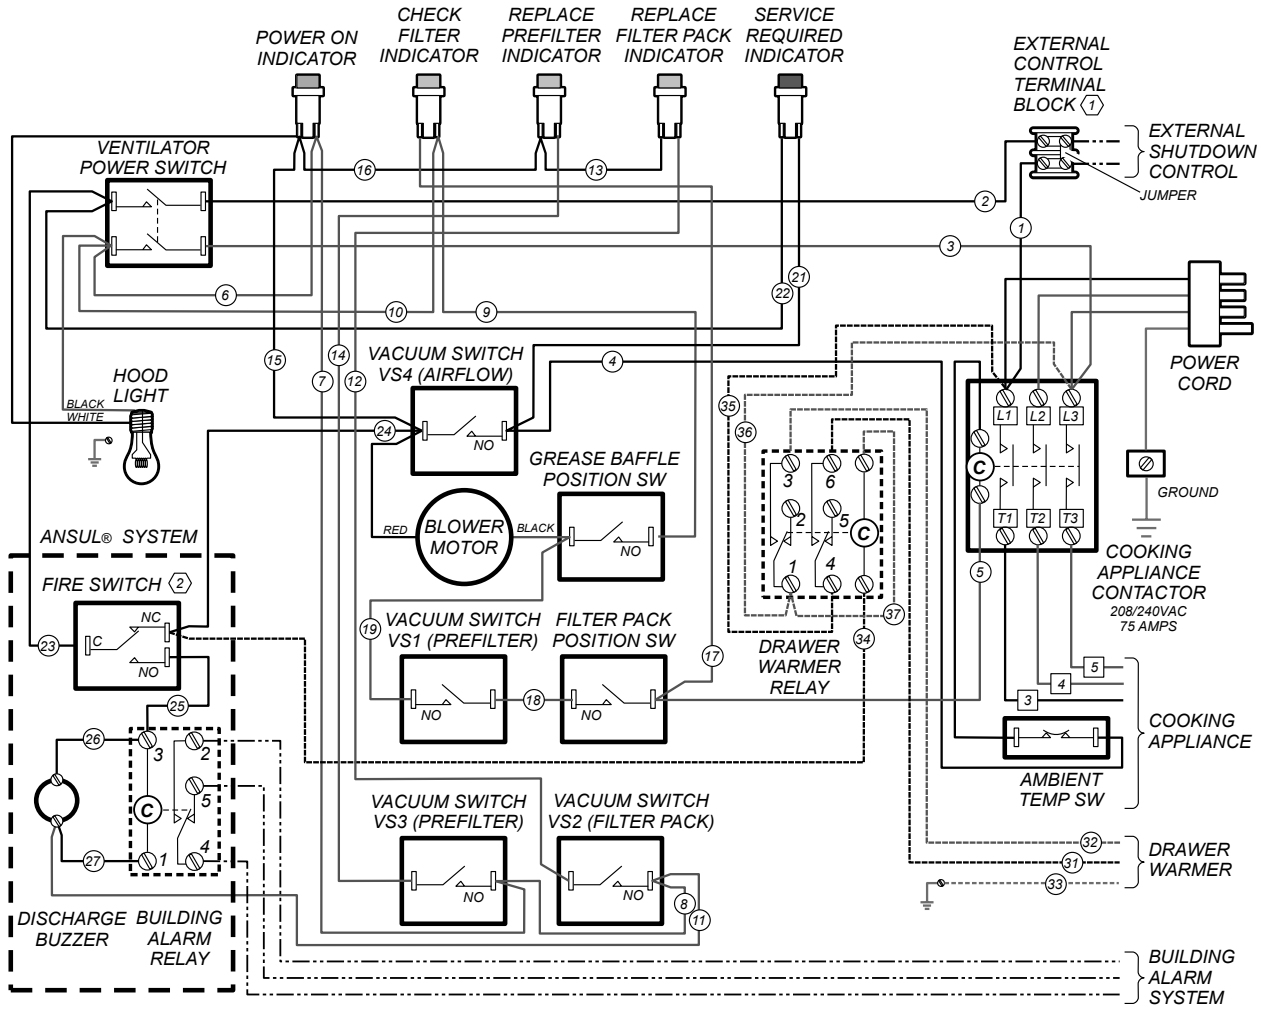 POWER ON
INDICATOR
CHECK
FILTER
INDICATOR
REPLACE
PREFILTER
INDICATOR
REPLACE
FILTER PACK
INDICATOR
SERVICE
REQUIRED
INDICATOR
EXTERNAL
CONTROL
TERMINAL
BLOCK 1
EXTERNAL
SHUTDOWN
CONTROL
JUMPER
VENTILATOR
POWER SWITCH
16
13
2
1
3
21
22
6
10
9
15
7
14
12
4
VACUUM SWITCH
VS4 (AIRFLOW)
NO
HOOD
LIGHT
BLACK
WHITE
24
POWER
CORD
GROUND
35
36
L1
L2
L3
C
T1
T2
T3
COOKING
APPLIANCE
CONTACTOR
208/240VAC
75 AMPS
GREASE BAFFLE
POSITION SW
NO
RED
BLOWER
MOTOR
BLACK
3
6
2
5
C
1
4
37
34
5
DRAWER
WARMER
RELAY
ANSUL® SYSTEM
FIRE SWITCH 2
NC
C
NO
23
25
19
VACUUM SWITCH
VS1 (PREFILTER)
NO
18
FILTER PACK
POSITION SW
NO
17
5
4
3
COOKING
APPLIANCE
AMBIENT
TEMP SW
26
3
2
C
5
1
4
27
DISCHARGE
BUZZER
BUILDING
ALARM
RELAY
VACUUM SWITCH
VS3 (PREFILTER)
NO
VACUUM SWITCH
VS2 (FILTER PACK)
NO
8
11
32
31
33
DRAWER
WARMER
BUILDING
ALARM
SYSTEM